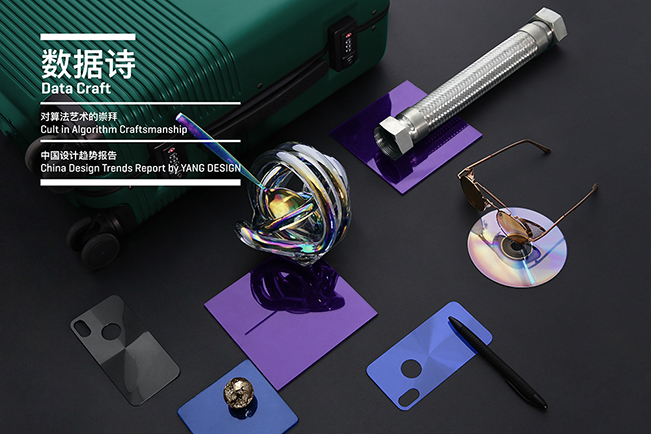 数据诗
Data Craft
对算法艺术的崇拜
Cult in Algorithm Craftsmanship
中国设计趋势报告
China Design Trends Report by YANG DESIGN